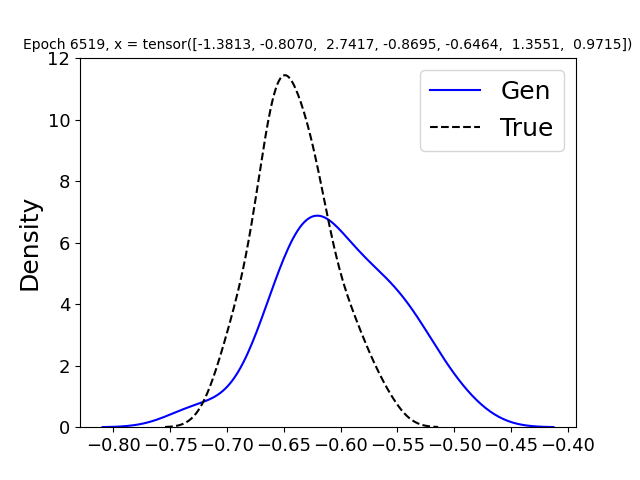 Epoch 6519, x = tensor([-1.3813, -0.8070,  2.7417, -0.8695, -0.6464,  1.3551,  0.9715])
12
10
8
6
4
2
0
Density
Gen
True
−0.80 −0.75 −0.70 −0.65 −0.60 −0.55 −0.50 −0.45 −0.40